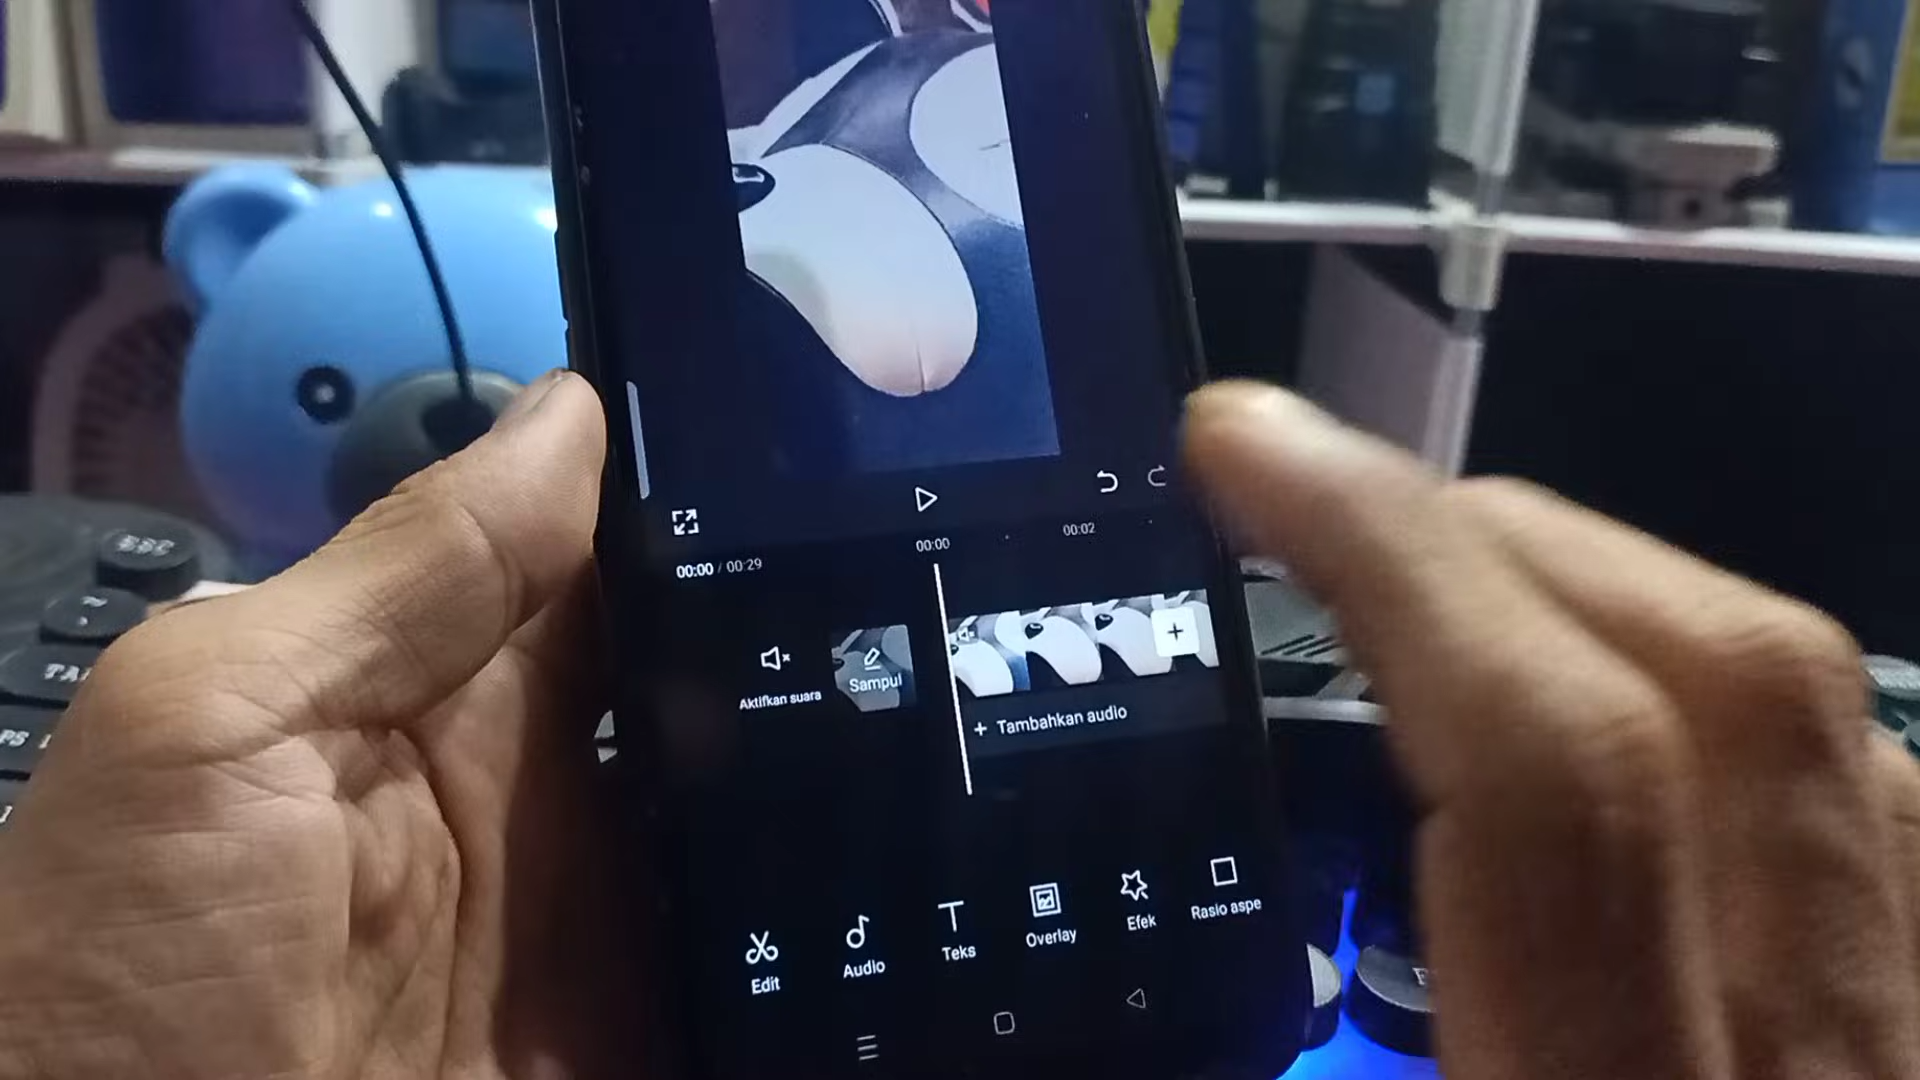 00:00 / 00:29
00:00
00:02
Aktifkan suara
Sampul
+ Tambahkan audio
Edit
Audio
Teks
Overlay
Efek
Rasio aspe
ESC